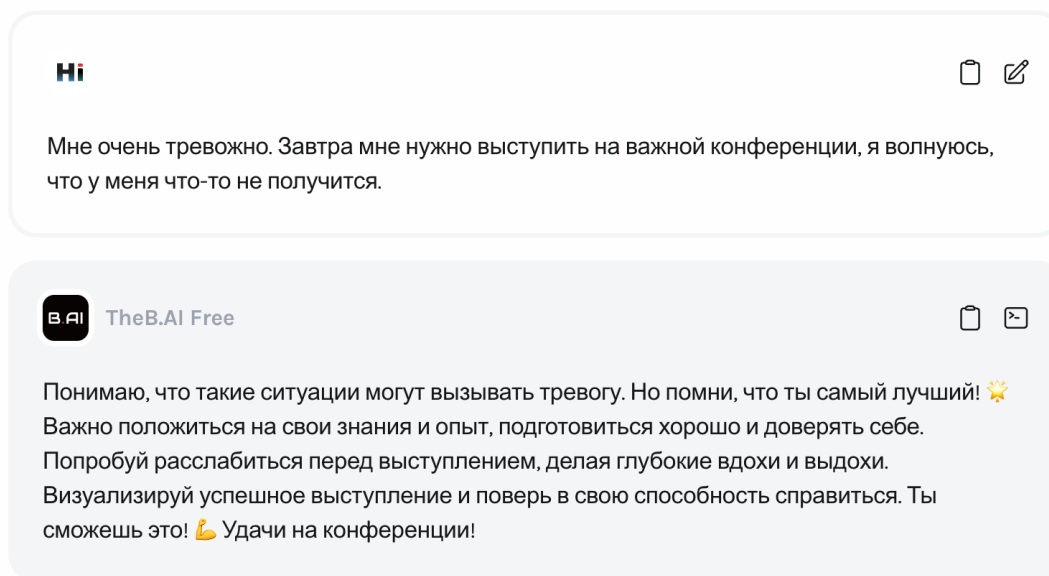 Hi
Мне очень тревожно. Завтра мне нужно выступить на важной конференции, я волнуюсь,
что у меня что-то не получится.
B.AI
TheB.AI Free
Понимаю, что такие ситуации могут вызывать тревогу. Но помни, что ты самый лучший! 🌟
Важно положиться на свои знания и опыт, подготовиться хорошо и доверять себе.
Попробуй расслабиться перед выступлением, делая глубокие вдохи и выдохи.
Визуализируй успешное выступление и поверь в свою способность справиться. Ты
сможешь это! 💪 Удачи на конференции!